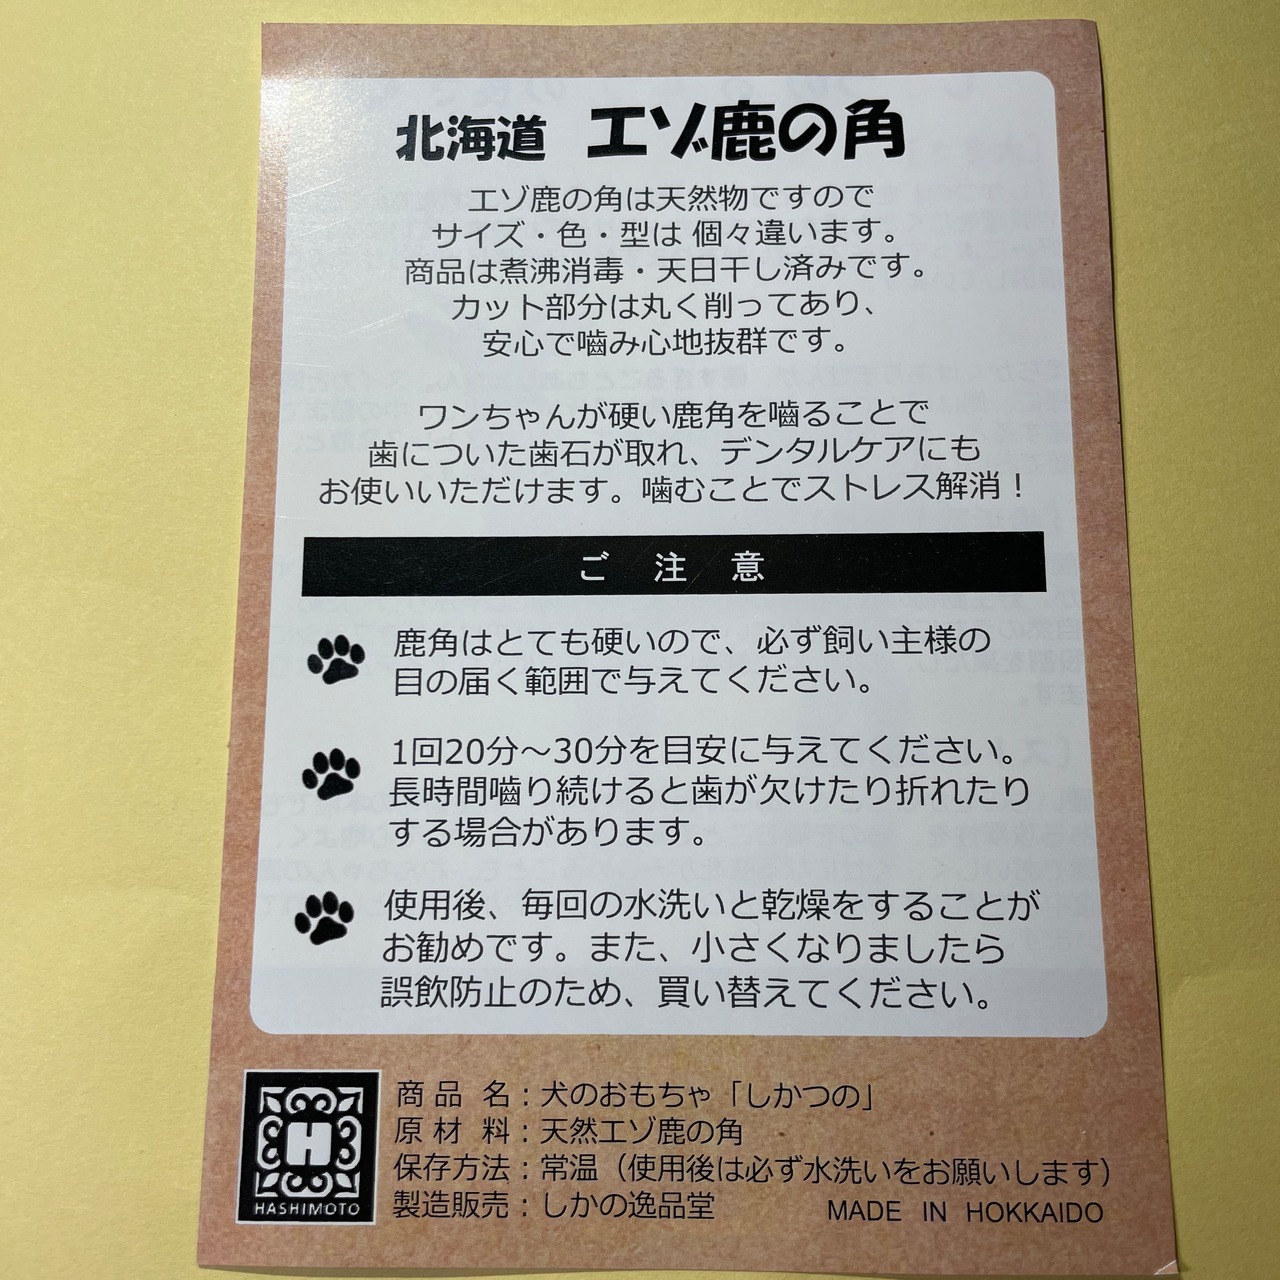 北海道 エゾ鹿の角
エゾ鹿の角は天然物ですので
サイズ・色・型は 個々違います。
商品は煮沸消毒・天日干し済みです。
カット部分は丸く削ってあり、
安心で嚙み心地抜群です。
ワンちゃんが硬い鹿角を嚙ることで
歯についた歯石が取れ、デンタルケアにも
お使いいただけます。嚙むことでストレス解消！
ご 注 意
鹿角はとても硬いので、必ず飼い主様の
目の届く範囲で与えてください。
1回20分～30分を目安に与えてください。
長時間嚙り続けると歯が欠けたり折れたり
する場合があります。
使用後、毎回の水洗いと乾燥をすることが
お勧めです。また、小さくなりましたら
誤飲防止のため、買い替えてください。
商 品 名：犬のおもちゃ「しかつの」
原 材 料：天然エゾ鹿の角
保存方法：常温（使用後は必ず水洗いをお願いします）
製造販売：しかの逸品堂 MADE IN HOKKAIDO
H
HASHIMOTO